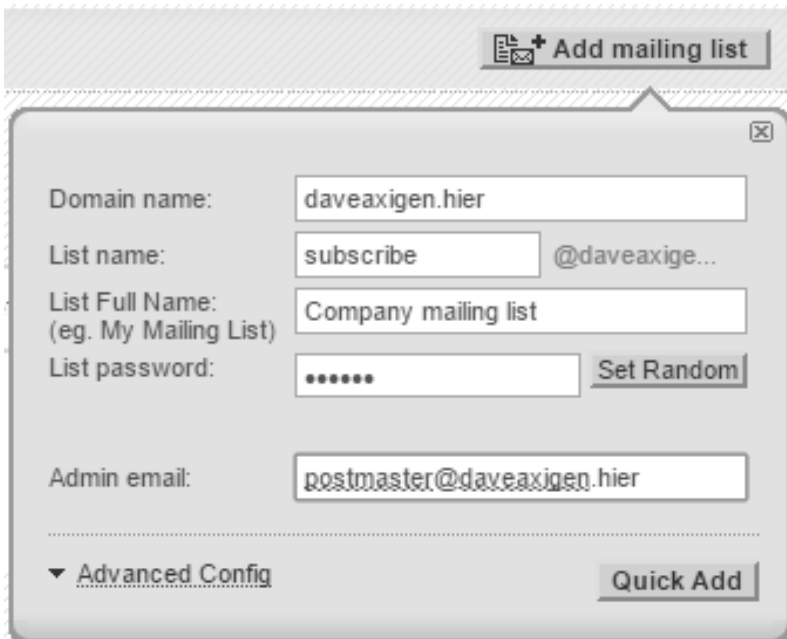 Add mailing list
Domain name: daveaxigen.hier
List name: subscribe @daveaxige...
List Full Name: Company mailing list
(eg. My Mailing List)
List password: •••••• Set Random
Admin email: postmaster@daveaxigen.hier
Advanced Config Quick Add